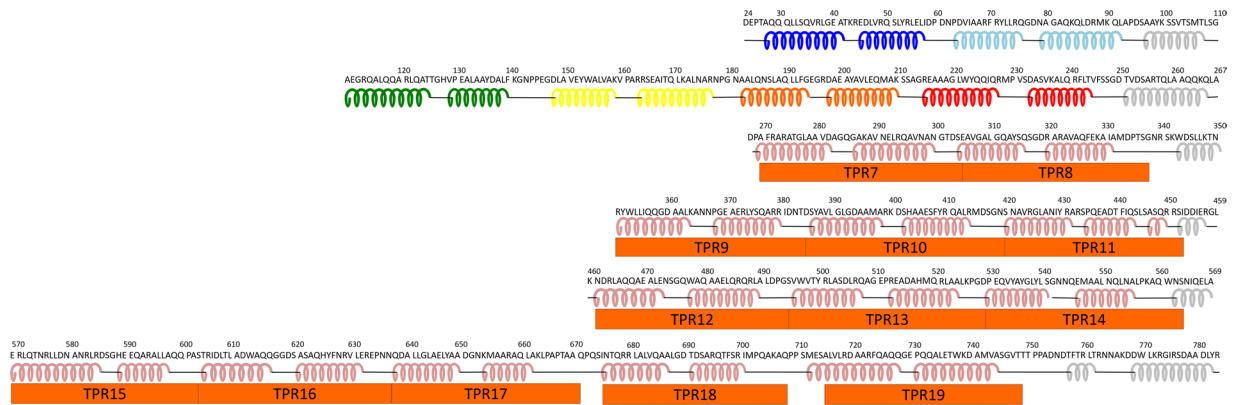 24 30 40 50 60 70 80 90 100 110
DEPTAQQ QLLSQVRLGE ATKREDLVRQ SLYRLELIDP DNPDVIAARF RYLLRQGDNA GAQKQLDRMK QLAPDSAAYK SSVTSMTLSG
120 130 140 150 160 170 180 190 200 210 220 230 240 250 260 267
AEGRQALQQA RLQATTGHVP EALAAYDALF KGNPPEGDLA VEYWALVAKV PARRSEAITQ LKALNARNPG NAALQNSLAQ LLFGEGRDAE AYAVLEQMAK SSAGREAAAG LWYQQIQRMP VSDASVKALQ RFLTVFSSGD TVDSARTQLA AQQKQLA
270 280 290 300 310 320 330 340 350
DPA FRARARTGLAA VDAGQGAKAV NELRQAVNAN GTDSEAVGAL GQAYSQSGDR ARAVAQFEKA IAMDPTSGNR SKWDSLLKTN
TPR7 TPR8
360 370 380 390 400 410 420 430 440 450 459
RYWLLIQQGD AALKANNPGE AERLYSQARR IDNTDSYAVL GLGDAAMARK DSHAAESFYR QALRMDSGNS NAVRGLANIY RARSPQEADT FIQSLSASQR RSIDDIERGL
TPR9 TPR10 TPR11
460 470 480 490 500 510 520 530 540 550 560 569
K NDRLAQQAE ALENSGQWAQ AAELQRQRLA LDPGSVWVTY RLASDLRQAG EPREADAHMQ RLAALKPGDP EQVYAYGLYL SGNNQEMAAL NQLNALPKAQ WNSNIQELA
TPR12 TPR13 TPR14
570 580 590 600 610 620 630 640 650 660 670 680 690 700 710 720 730 740 750 760 770 782
E RLQTNRLLDN ANRLRDSGHE EQARALLAQQ PASTRIDLTL ADWAQQGGDS ASAQHYFNRV LEREPNNQDA LLGLAELYAA DGNKMAARAQ LAKLPAPTAA QPQSINTQRR LALVQAALGD TDSARQTFSR IMPQAKAQPP SMESALVLRD AARFQAQQGE PQQALETWKD AMVASGVTTT PPADNDTFTR LTRNNAKDDW LKRGIRSDAA DLYR
TPR15 TPR16 TPR17 TPR18 TPR19